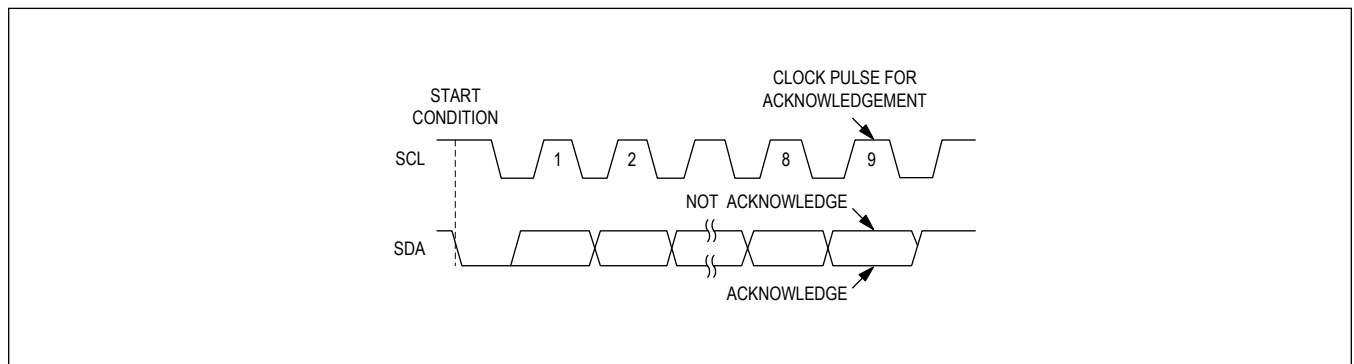 START
CONDITION
CLOCK PULSE FOR
ACKNOWLEDGEMENT
SCL
1
2
8
9
NOT ACKNOWLEDGE
SDA
ACKNOWLEDGE